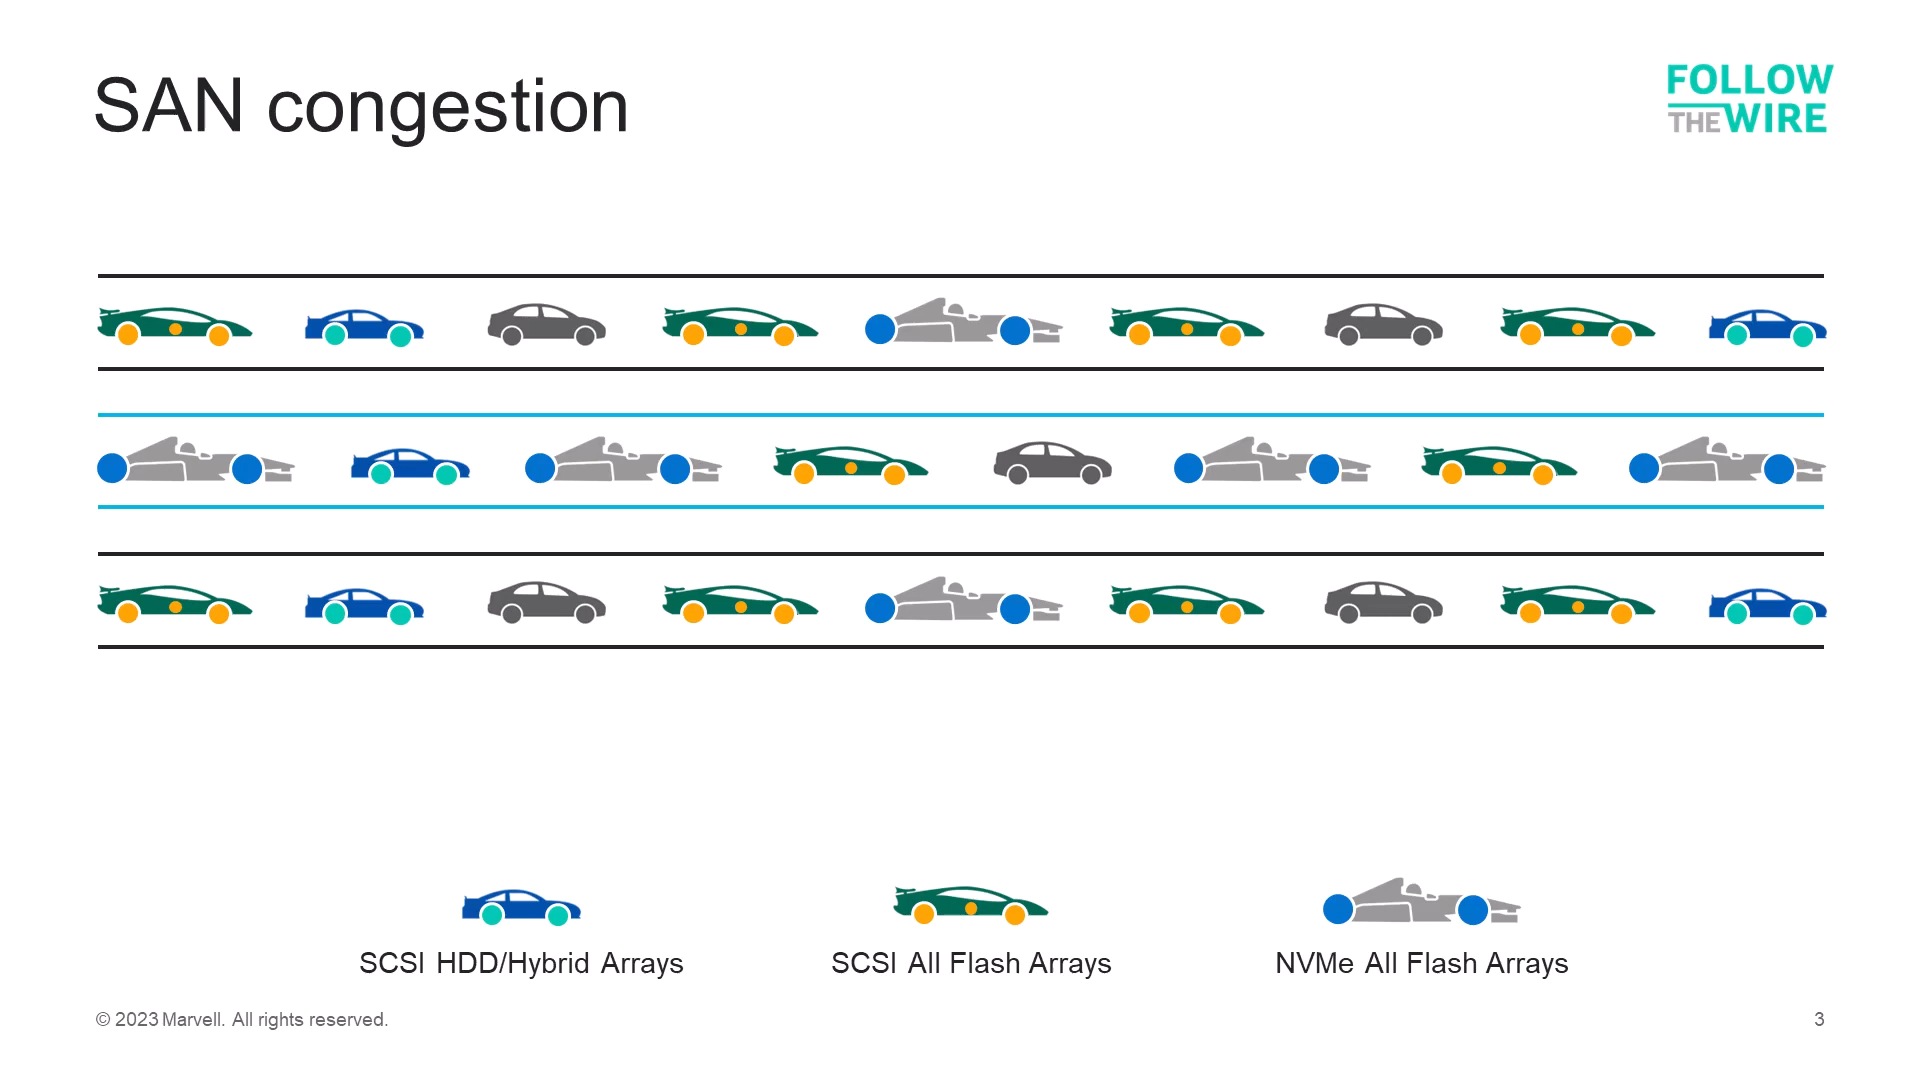 SAN congestion
FOLLOW
THE WIRE
SCSI HDD/Hybrid Arrays
SCSI All Flash Arrays
NVMe All Flash Arrays
© 2023 Marvell. All rights reserved.
3